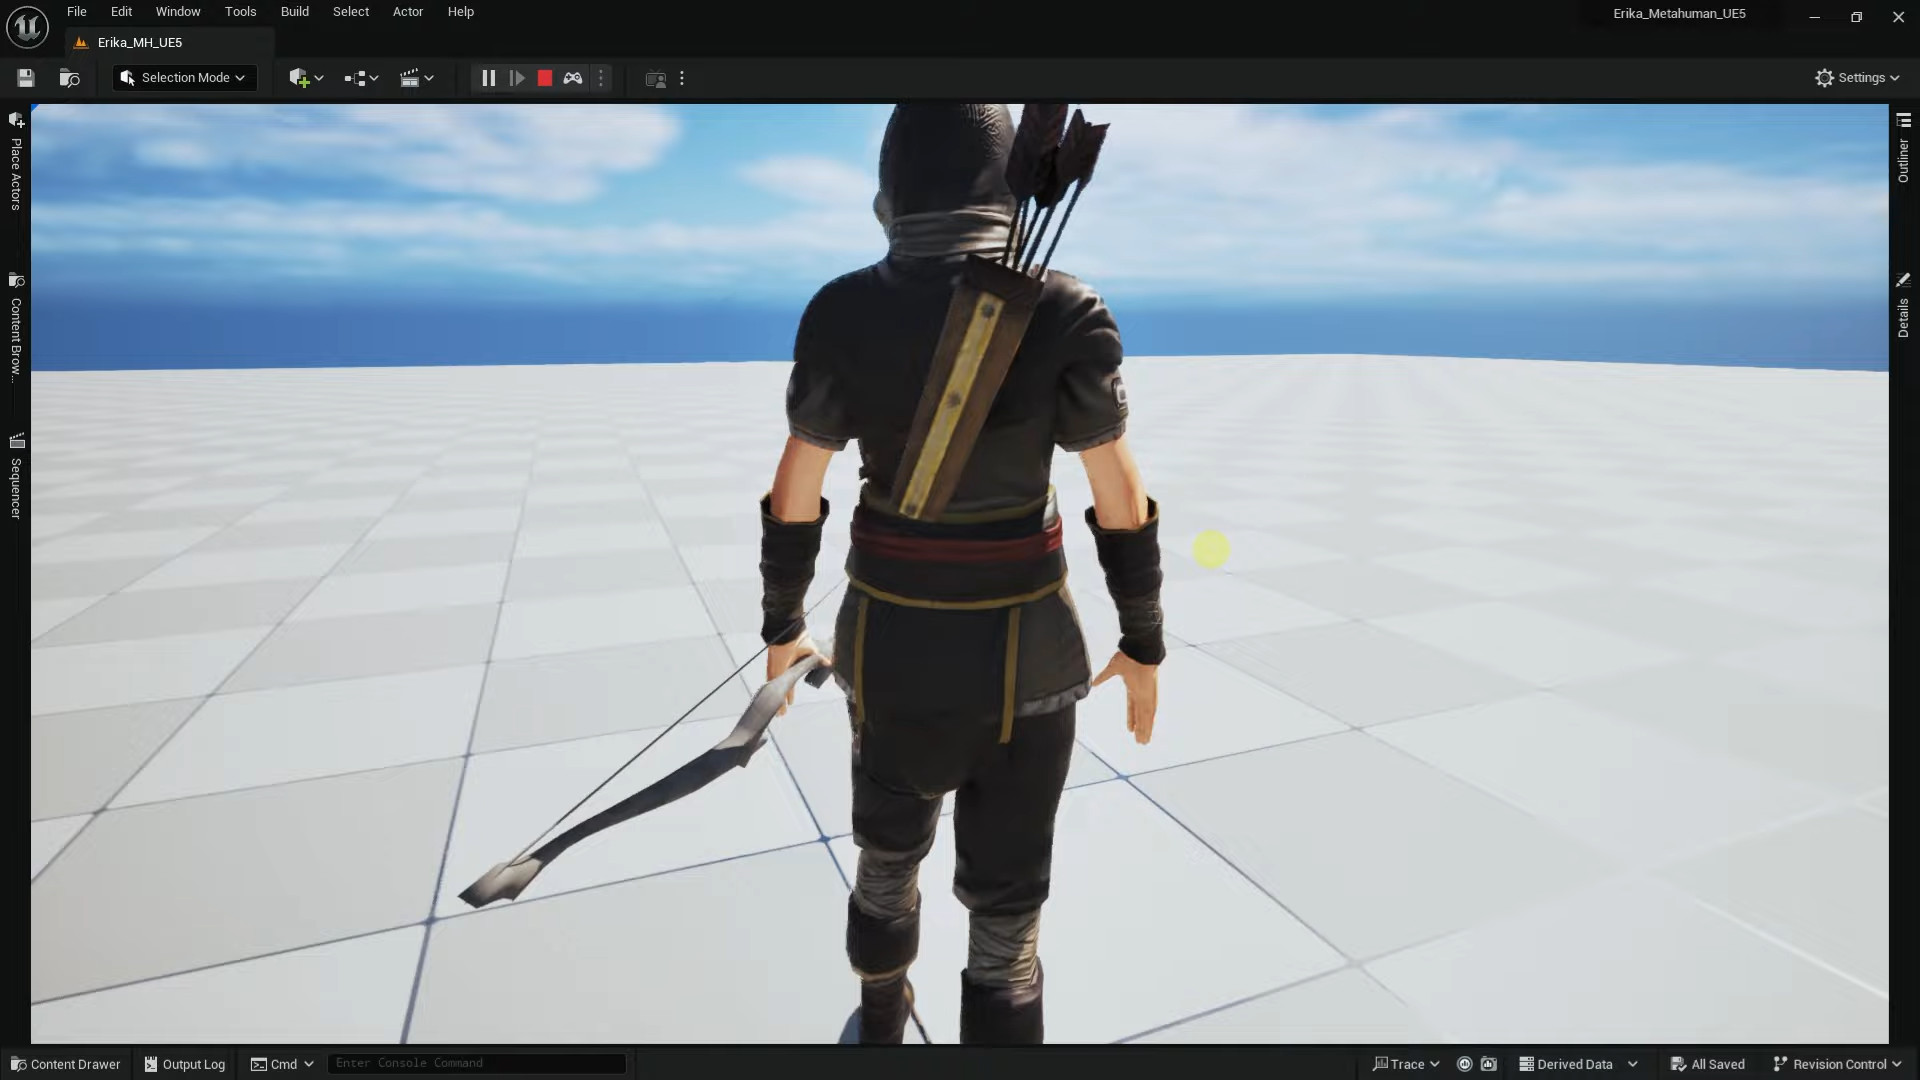 File Edit Window Tools Build Select Actor Help
Erika_Metahuman_UE5
Erika_MH_UE5
Selection Mode
Settings
Place Actors
Content Brow...
Sequencer
Outliner
Details
Content Drawer
Output Log
Cmd
Enter Console Command
Trace
Derived Data
All Saved
Revision Control